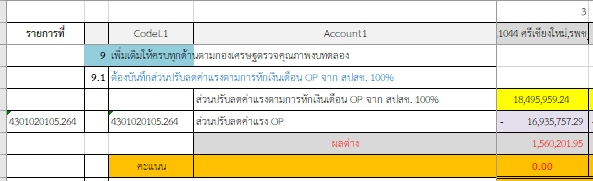 3
รายการที่ CodeL1 Account1 1044 ศรีเชียงใหม่,รพช
9 เพิ่มเติมให้ครบทุกด้านตามกองเศรษฐตรวจคุณภาพงบทดลอง
9.1 ต้องบันทึกส่วนปรับลดค่าแรงตามการหักเงินเดือน OP จาก สปสช. 100%
ส่วนปรับลดค่าแรงตามการหักเงินเดือน OP จาก สปสช. 100% 18,495,959.24
4301020105.264 4301020105.264 ส่วนปรับลดค่าแรง OP - 16,935,757.29
ผลต่าง 1,560,201.95
คะแนน 0.00